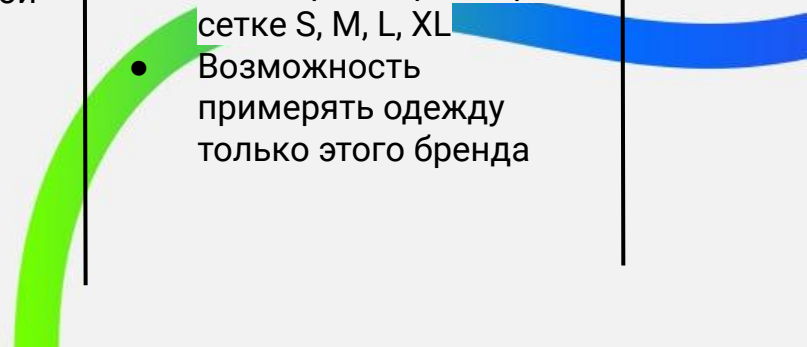 сетке S, M, L, XL
● Возможность
примерять одежду
только этого бренда